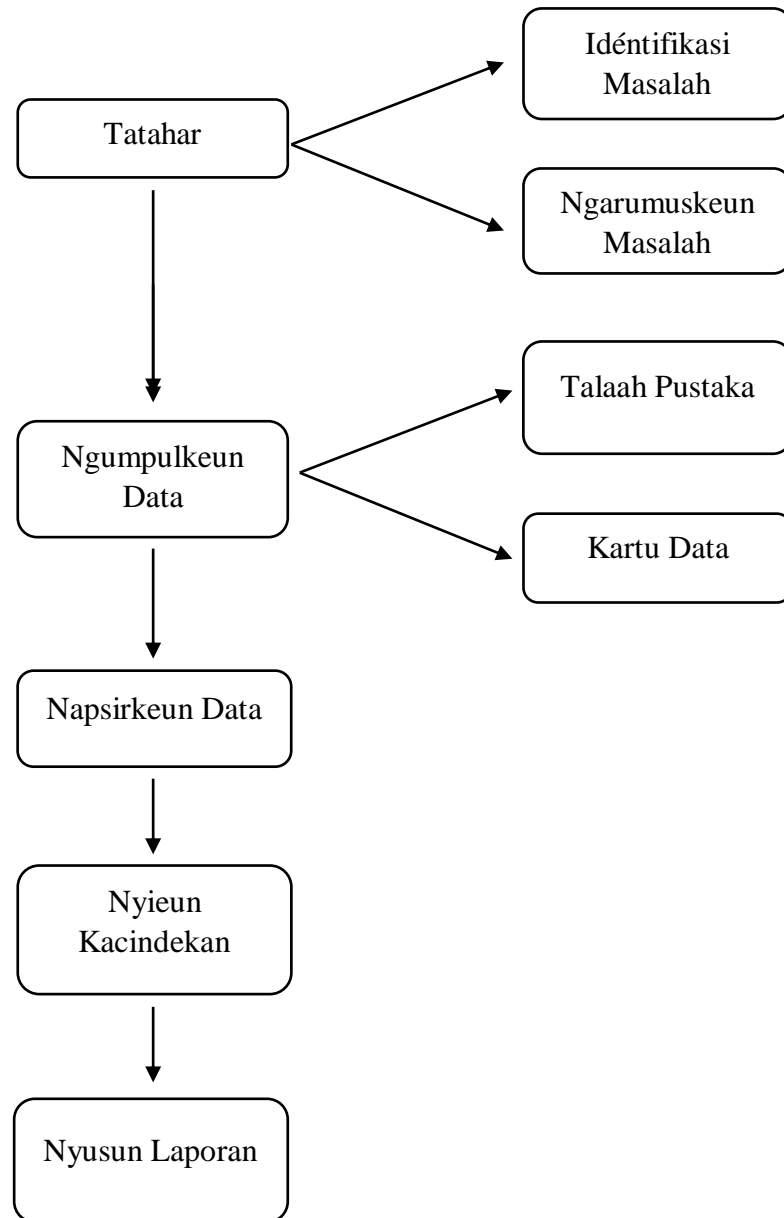 Tatahar
Idéntifikasi
Masalah
Ngarumuskeun
Masalah
Ngumpulkeun
Data
Talaah Pustaka
Kartu Data
Napsirkeun Data
Nyieun
Kacindekan
Nyusun Laporan